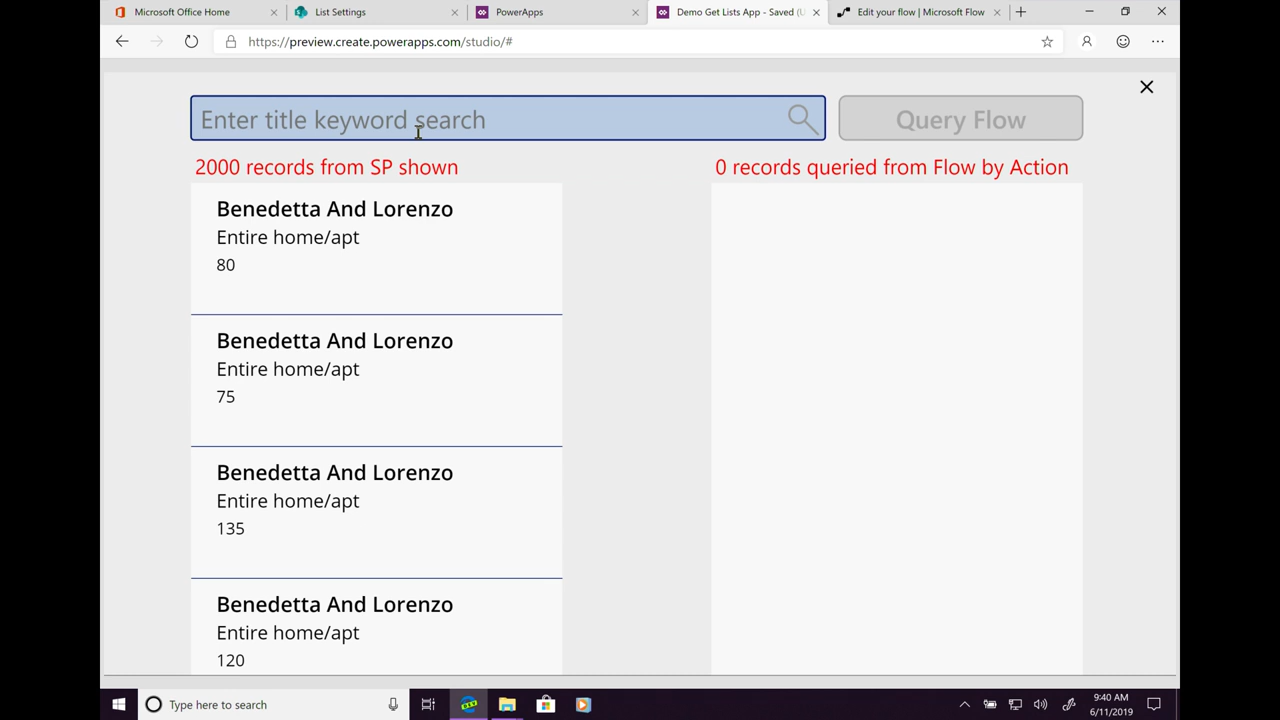 Microsoft Office Home
List Settings
PowerApps
Demo Get Lists App - Saved (U
Edit your flow | Microsoft Flow
https://preview.create.powerapps.com/studio/#
Enter title keyword search
Query Flow
2000 records from SP shown
0 records queried from Flow by Action
Benedetta And Lorenzo
Entire home/apt
80
Benedetta And Lorenzo
Entire home/apt
75
Benedetta And Lorenzo
Entire home/apt
135
Benedetta And Lorenzo
Entire home/apt
120
Type here to search
9:40 AM
6/11/2019